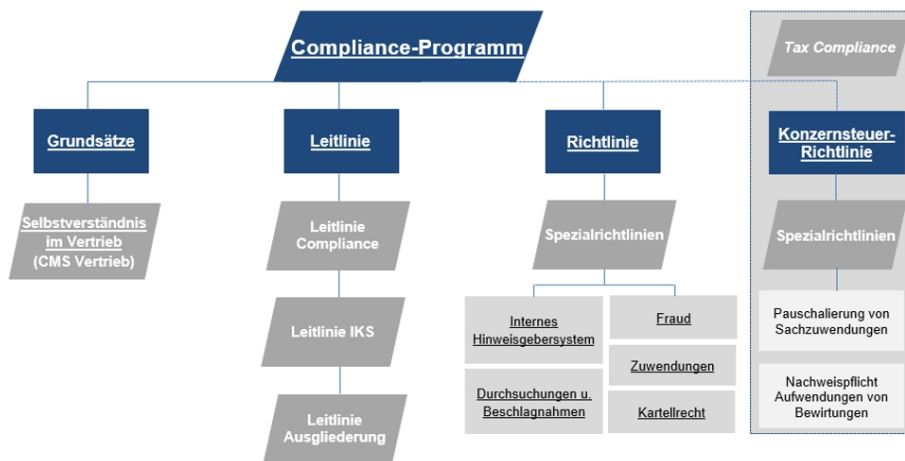 Compliance-Programm
Tax Compliance
Grundsätze
Leitlinie
Richtlinie
Konzernsteuer-
Richtlinie
Selbstverständnis
im Vertrieb
(CMS Vertrieb)
Leitlinie
Compliance
Leitlinie IKS
Leitlinie
Ausgliederung
Spezialrichtlinien
Internes
Hinweisgebersystem
Durchsuchungen u.
Beschlagnahmen
Fraud
Zuwendungen
Kartellrecht
Spezialrichtlinien
Pauschalierung von
Sachzuwendungen
Nachweispflicht
Aufwendungen von
Bewirtungen